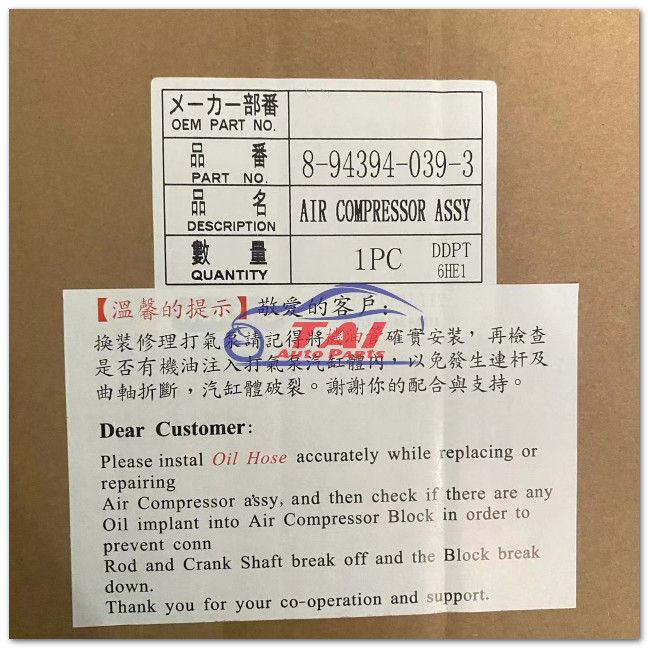 メーカー部番
OEM PART NO.
品 番
PART NO.
8-94394-039-3
品 名
DESCRIPTION
AIR COMPRESSOR ASSY
數 量
QUANTITY
1PC
DDPT
6HE1
【溫馨的提示】敬愛的客戶:
換裝修理打氣泵請記得將機油管確實安裝，再檢查
是否有機油注入打氣泵汽缸體內，以免發生連杆及
曲軸折斷，汽缸體破裂。謝謝你的配合與支持。
TAI
Auto Parts
Dear Customer:
Please instal Oil Hose accurately while replacing or
repairing
Air Compressor a'ssy, and then check if there are any
Oil implant into Air Compressor Block in order to
prevent conn
Rod and Crank Shaft break off and the Block break
down.
Thank you for your co-operation and support.